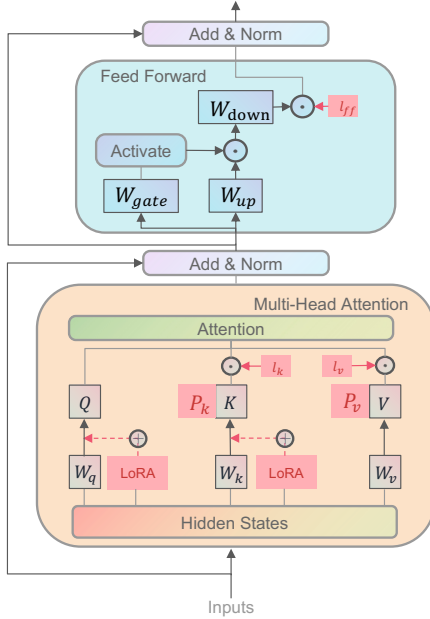 Add & Norm
Feed Forward
W_down
l_ff
Activate
W_gate
W_up
Add & Norm
Multi-Head Attention
Attention
l_k
l_v
Q
P_k
K
P_v
V
W_q
LoRA
W_k
LoRA
W_v
Hidden States
Inputs